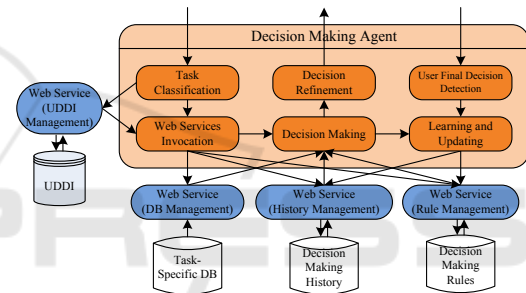 Decision Making Agent
Task
Classification
Decision
Refinement
User Final Decision
Detection
Web Service
(UDDI
Management)
Web Services
Invocation
Decision Making
Learning and
Updating
UDDI
Web Service
(DB Management)
Web Service
(History Management)
Web Service
(Rule Management)
Task-
Specific DB
Decision
Making
History
Decision
Making
Rules
PRESS